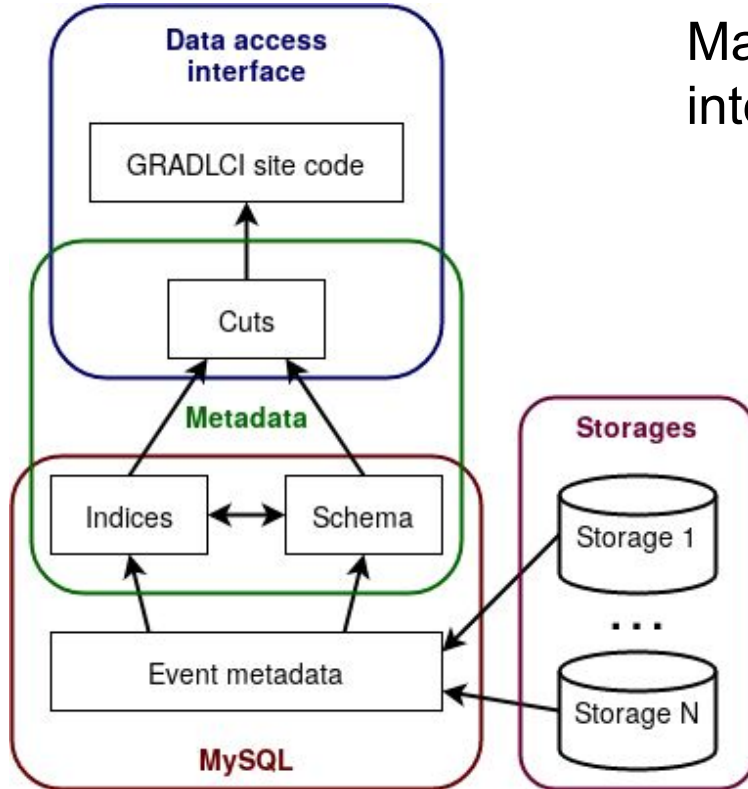 Data access
interface
GRADLCI site code
Cuts
Metadata
Indices
Schema
Event metadata
MySQL
Storages
Storage 1
...
Storage N